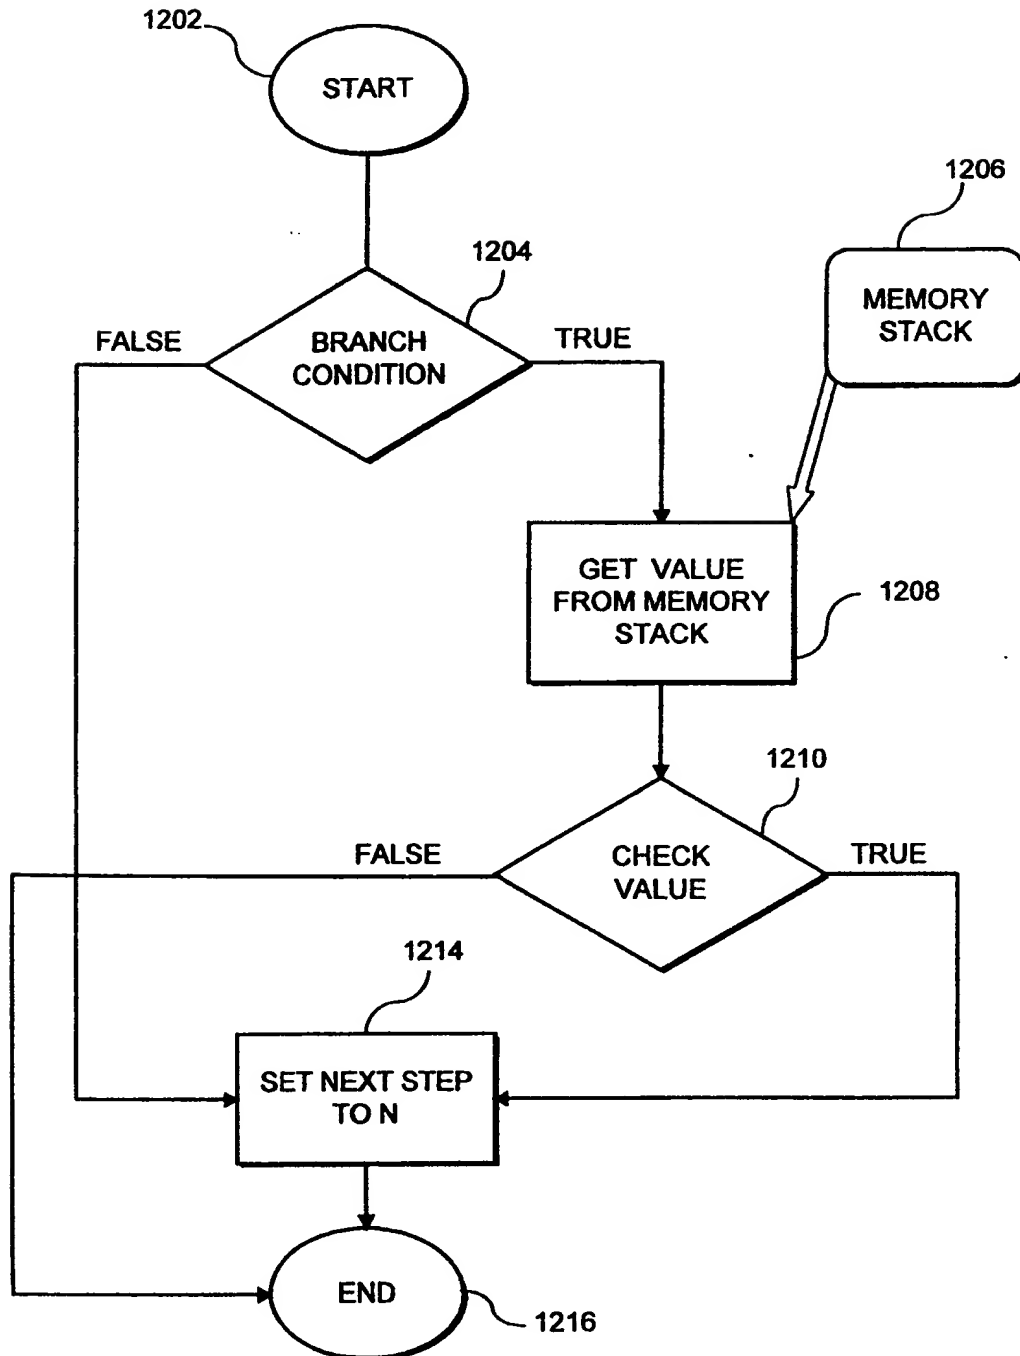 1202
START
1206
MEMORY
STACK
1204
FALSE
TRUE
BRANCH
CONDITION
GET VALUE
FROM MEMORY
STACK
1208
1210
FALSE
TRUE
CHECK
VALUE
1214
SET NEXT STEP
TO N
END
1216